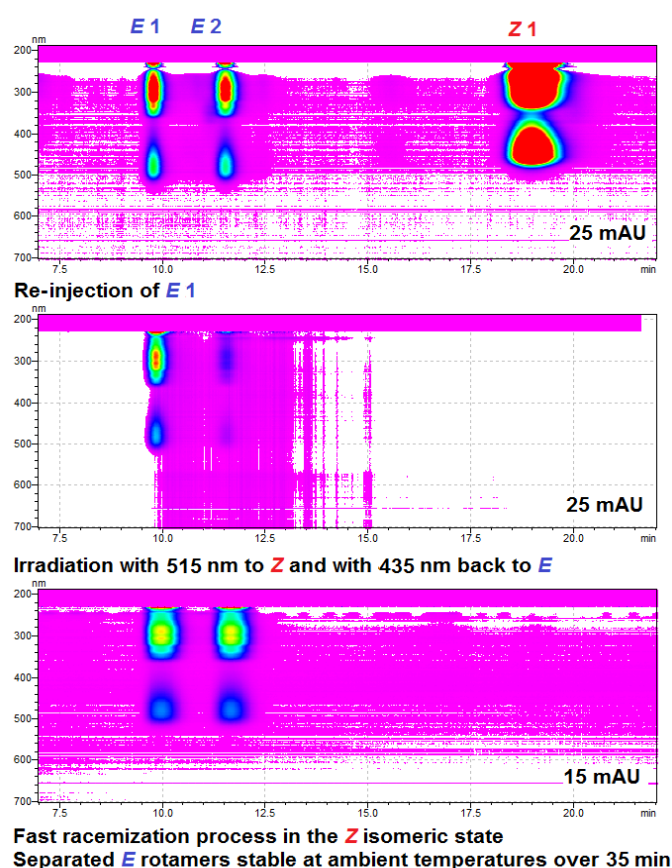 E 1 E 2 Z 1
nm
200
300
400
500
600
700
25 mAU
7.5 10.0 12.5 15.0 17.5 20.0 min
Re-injection of E 1
nm
200
300
400
500
600
700
25 mAU
7.5 10.0 12.5 15.0 17.5 20.0 min
Irradiation with 515 nm to Z and with 435 nm back to E
nm
200
300
400
500
600
700
15 mAU
7.5 10.0 12.5 15.0 17.5 20.0 min
Fast racemization process in the Z isomeric state
Separated E rotamers stable at ambient temperatures over 35 min